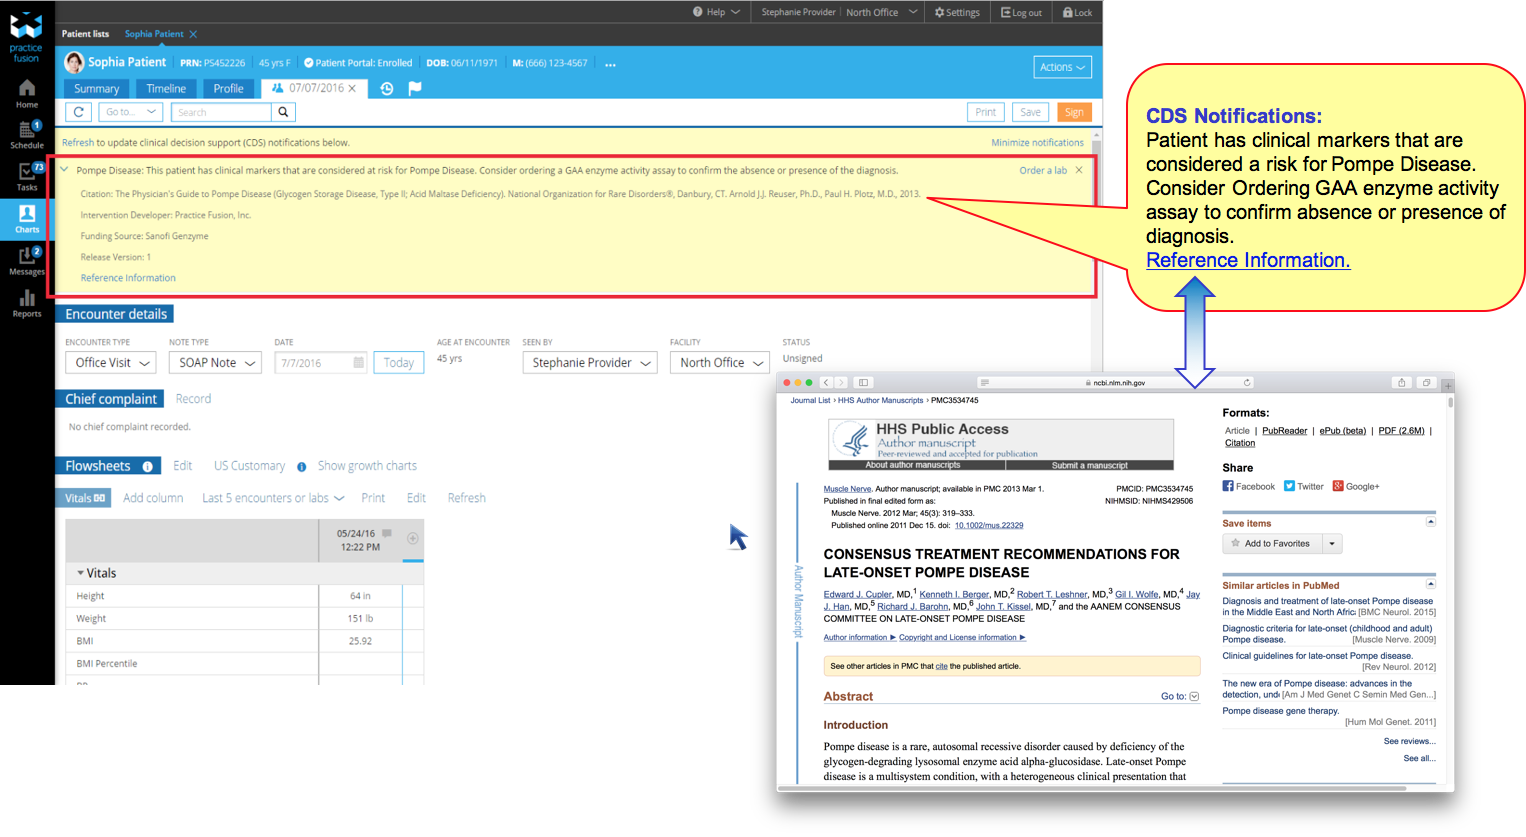 practice
fusion
Help
Stephanie Provider
North Office
Settings
Log out
Lock
Patient lists
Sophia Patient
Sophia Patient
PRN: PS452226
45 yrs F
Patient Portal: Enrolled
DOB: 06/11/1971
M: (666) 123-4567
...
Actions
Summary
Timeline
Profile
07/07/2016
Go to...
Search
Print
Save
Sign
Home
1
Schedule
73
Tasks
Charts
2
Messages
Reports
Refresh to update clinical decision support (CDS) notifications below.
Minimize notifications
Pompe Disease: This patient has clinical markers that are considered at risk for Pompe Disease. Consider ordering a GAA enzyme activity assay to confirm the absence or presence of the diagnosis.
Order a lab
Citation: The Physician's Guide to Pompe Disease (Glycogen Storage Disease, Type II; Acid Maltase Deficiency). National Organization for Rare Disorders®, Danbury, CT. Arnold J.J. Reuser, Ph.D., Paul H. Plotz, M.D., 2013.
Intervention Developer: Practice Fusion, Inc.
Funding Source: Sanofi Genzyme
Release Version: 1
Reference Information
CDS Notifications:
Patient has clinical markers that are
considered a risk for Pompe Disease.
Consider Ordering GAA enzyme activity
assay to confirm absence or presence of
diagnosis.
Reference Information.
Encounter details
ENCOUNTER TYPE
NOTE TYPE
DATE
AGE AT ENCOUNTER
SEEN BY
FACILITY
STATUS
Office Visit
SOAP Note
7/7/2016
Today
45 yrs
Stephanie Provider
North Office
Unsigned
Chief complaint
Record
No chief complaint recorded.
Flowsheets
Edit
US Customary
Show growth charts
Vitals
Add column
Last 5 encounters or labs
Print
Edit
Refresh
05/24/16
12:22 PM
Vitals
Height
64 in
Weight
151 lb
BMI
25.92
BMI Percentile
ncbi.nlm.nih.gov
Journal List › HHS Author Manuscripts › PMC3534745
HHS Public Access
Author manuscript
Peer-reviewed and accepted for publication
About author manuscripts
Submit a manuscript
Author Manuscript
Muscle Nerve. Author manuscript; available in PMC 2013 Mar 1.
PMCID: PMC3534745
Published in final edited form as:
NIHMSID: NIHMS429506
Muscle Nerve. 2012 Mar; 45(3): 319–333.
Published online 2011 Dec 15. doi: 10.1002/mus.22329
CONSENSUS TREATMENT RECOMMENDATIONS FOR
LATE-ONSET POMPE DISEASE
Edward J. Cupler, MD,1 Kenneth I. Berger, MD,2 Robert T. Leshner, MD,3 Gil I. Wolfe, MD,4 Jay
J. Han, MD,5 Richard J. Barohn, MD,6 John T. Kissel, MD,7 and the AANEM CONSENSUS
COMMITTEE ON LATE-ONSET POMPE DISEASE
Author information ► Copyright and License information ►
See other articles in PMC that cite the published article.
Abstract
Go to:
Introduction
Pompe disease is a rare, autosomal recessive disorder caused by deficiency of the
glycogen-degrading lysosomal enzyme acid alpha-glucosidase. Late-onset Pompe
disease is a multisystem condition, with a heterogeneous clinical presentation that
Formats:
Article | PubReader | ePub (beta) | PDF (2.6M) |
Citation
Share
Facebook
Twitter
Google+
Save items
Add to Favorites
Similar articles in PubMed
Diagnosis and treatment of late-onset Pompe disease
in the Middle East and North Afric [BMC Neurol. 2015]
Diagnostic criteria for late-onset (childhood and adult)
Pompe disease. [Muscle Nerve. 2009]
Clinical guidelines for late-onset Pompe disease.
[Rev Neurol. 2012]
The new era of Pompe disease: advances in the
detection, und [Am J Med Genet C Semin Med Gen...]
Pompe disease gene therapy.
[Hum Mol Genet. 2011]
See reviews...
See all...